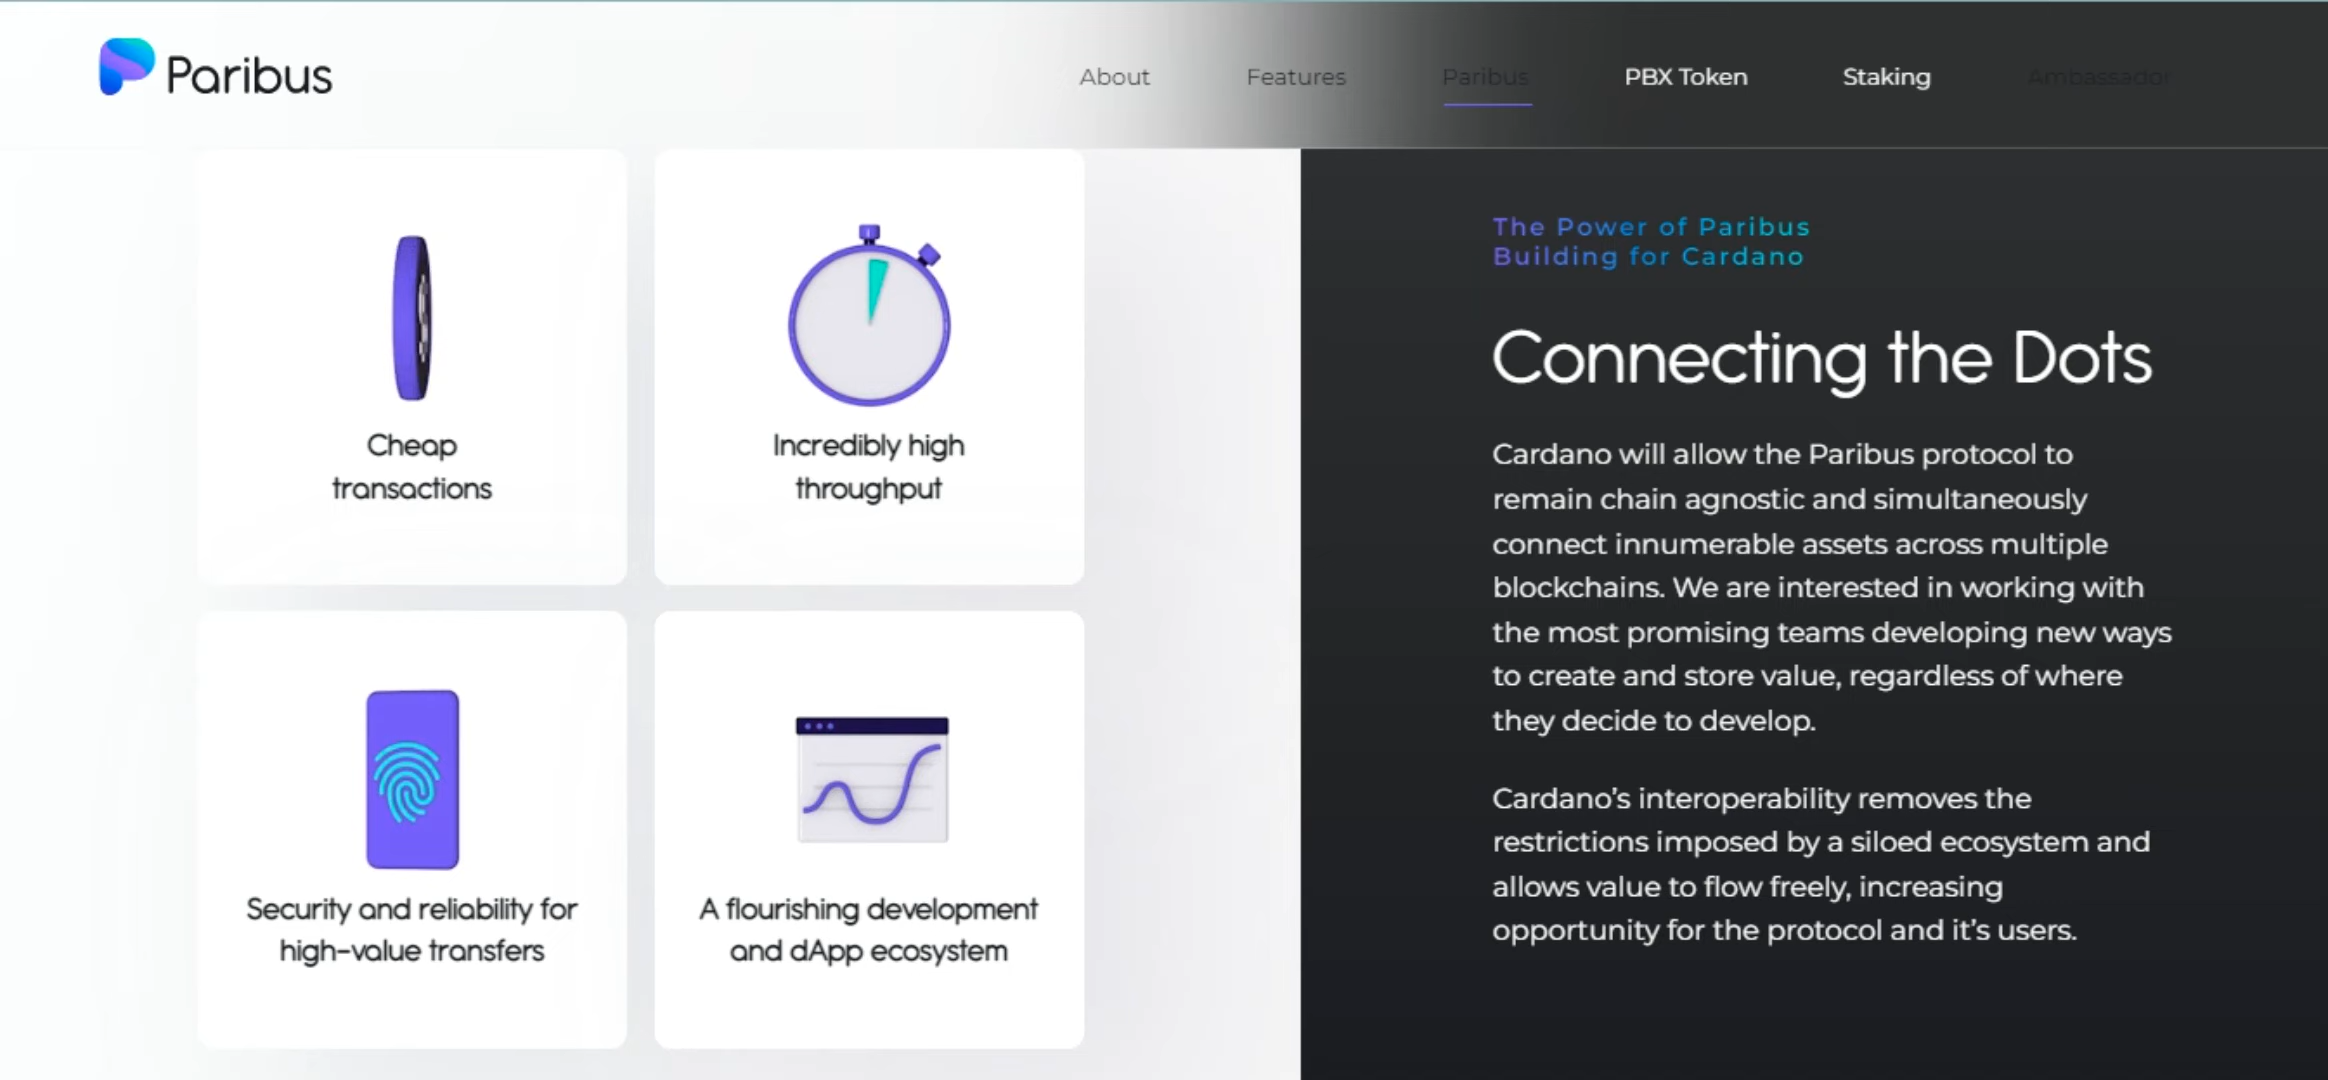 Paribus
About
Features
Paribus
PBX Token
Staking
Ambassador
Cheap
transactions
Incredibly high
throughput
Security and reliability for
high-value transfers
A flourishing development
and dApp ecosystem
The Power of Paribus
Building for Cardano
Connecting the Dots
Cardano will allow the Paribus protocol to
remain chain agnostic and simultaneously
connect innumerable assets across multiple
blockchains. We are interested in working with
the most promising teams developing new ways
to create and store value, regardless of where
they decide to develop.
Cardano’s interoperability removes the
restrictions imposed by a siloed ecosystem and
allows value to flow freely, increasing
opportunity for the protocol and it’s users.